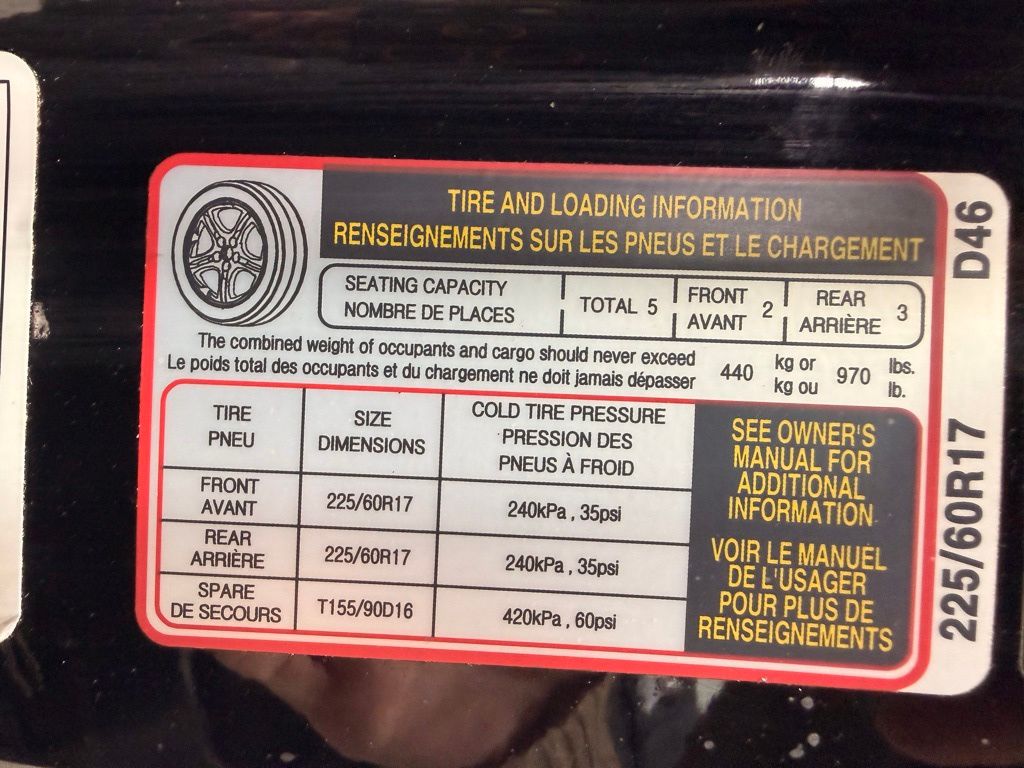 TIRE AND LOADING INFORMATION
RENSEIGNEMENTS SUR LES PNEUS ET LE CHARGEMENT
SEATING CAPACITY
NOMBRE DE PLACES
TOTAL 5
FRONT
AVANT
2
REAR
ARRIÈRE
3
The combined weight of occupants and cargo should never exceed
Le poids total des occupants et du chargement ne doit jamais dépasser
440
kg or
kg ou
970
lbs.
lb.
TIRE
PNEU
SIZE
DIMENSIONS
COLD TIRE PRESSURE
PRESSION DES
PNEUS À FROID
FRONT
AVANT
225/60R17
240kPa , 35psi
REAR
ARRIÈRE
225/60R17
240kPa , 35psi
SPARE
DE SECOURS
T155/90D16
420kPa , 60psi
SEE OWNER'S
MANUAL FOR
ADDITIONAL
INFORMATION
VOIR LE MANUEL
DE L'USAGER
POUR PLUS DE
RENSEIGNEMENTS
225/60R17 D46